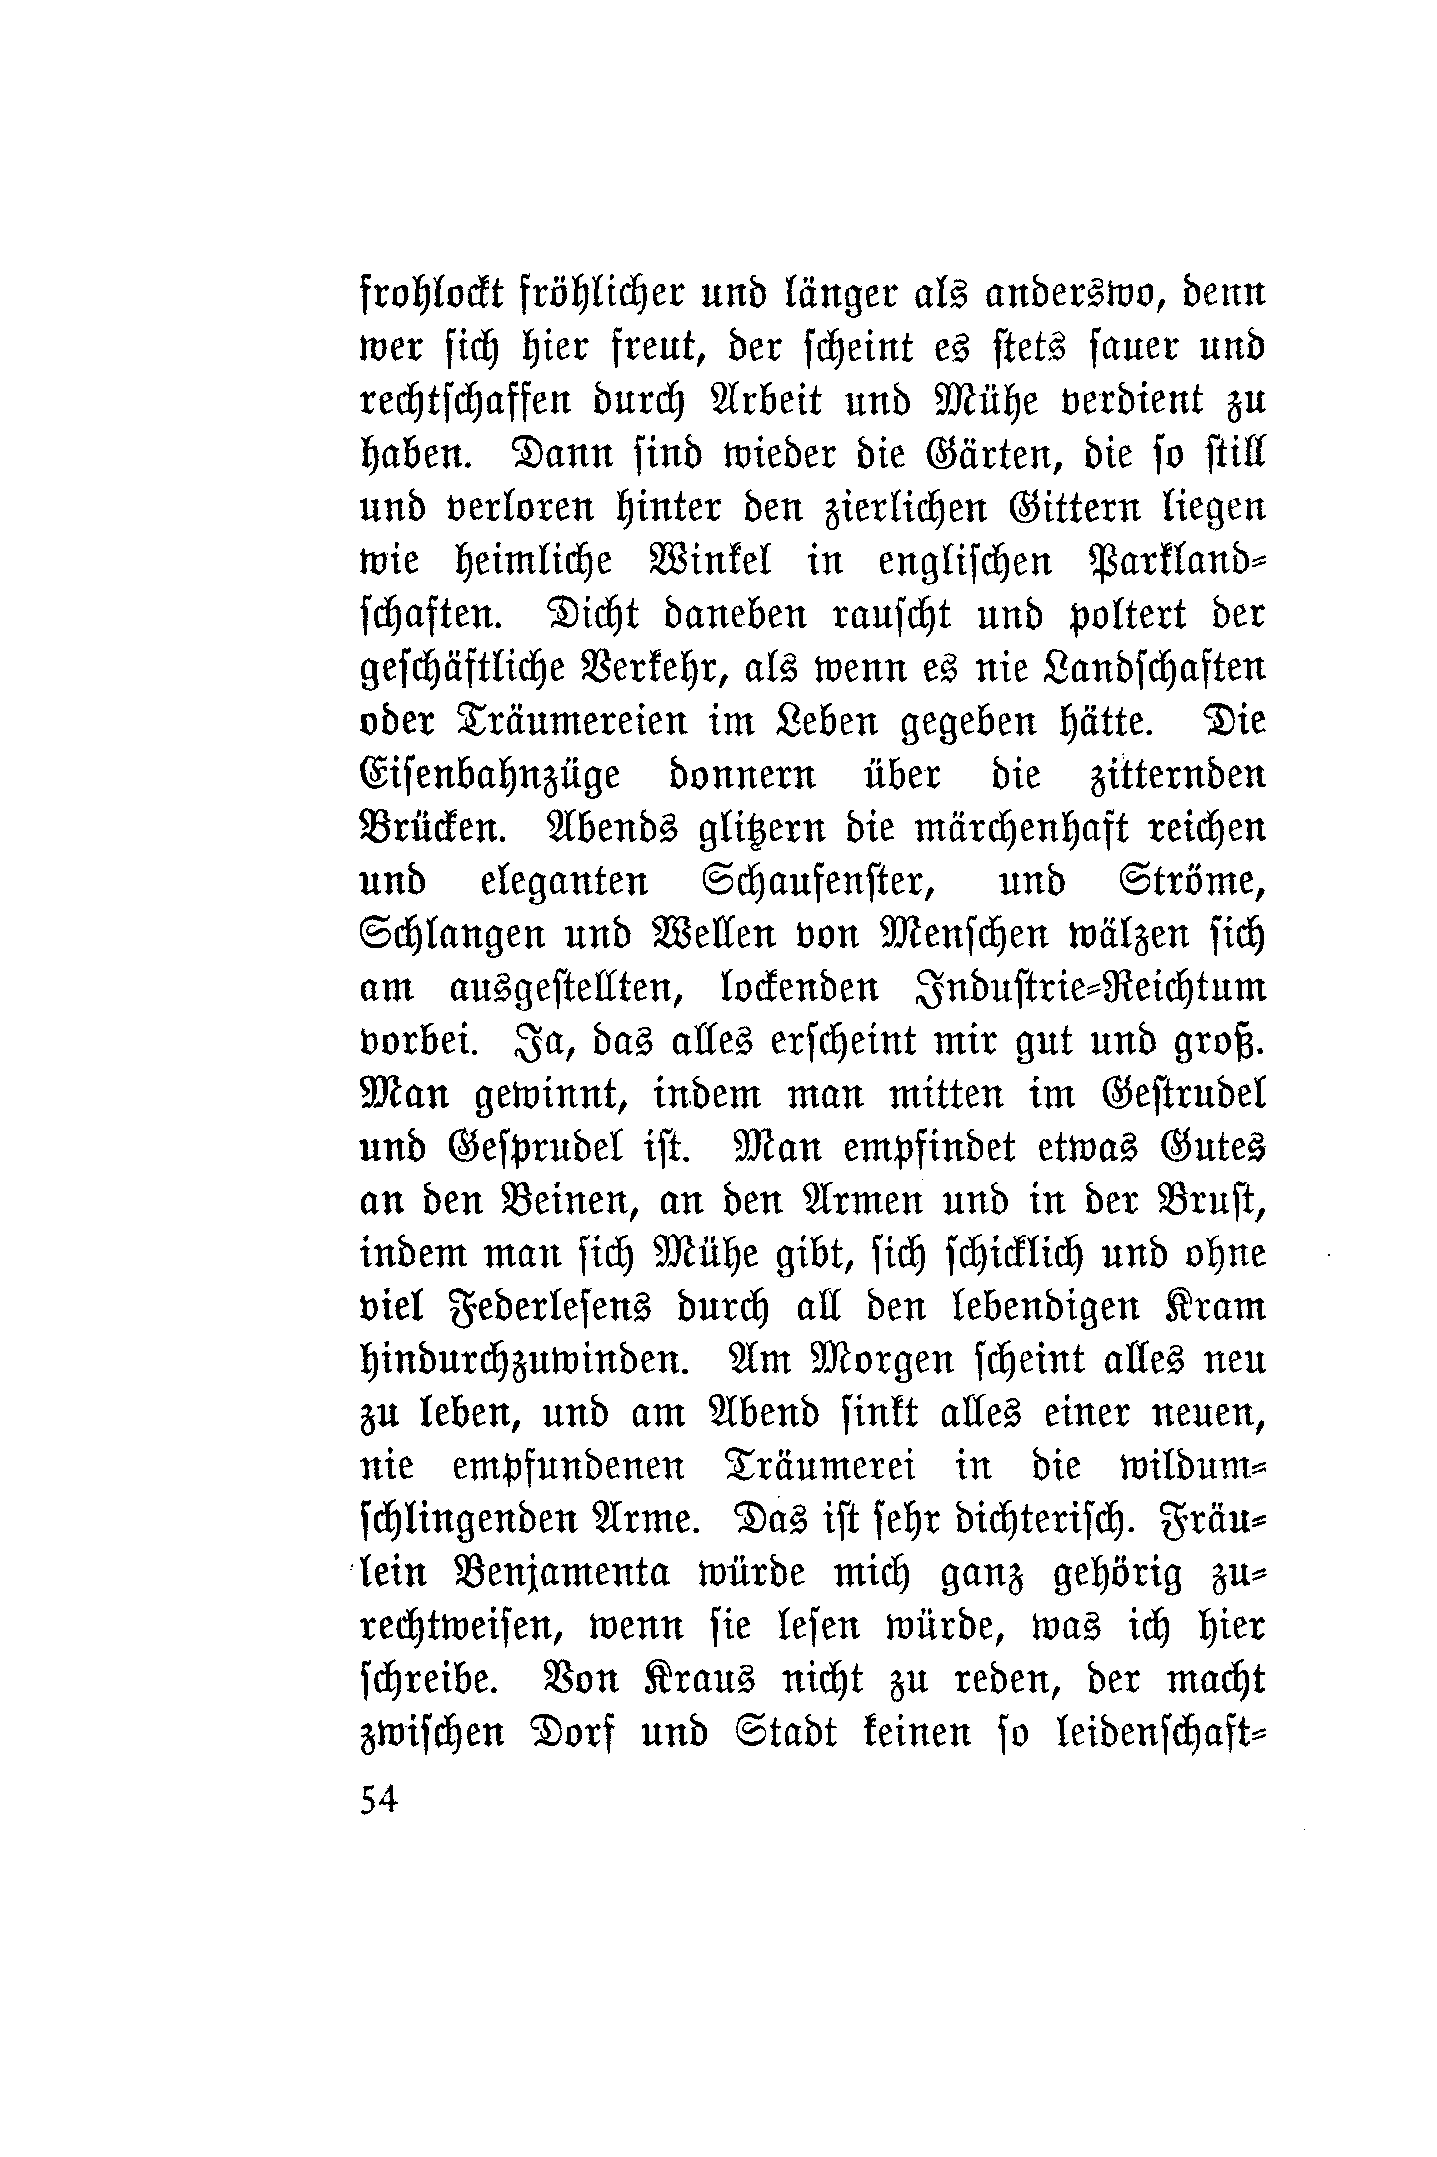 frohlockt fröhlicher und länger als anderswo, denn
wer ſich hier freut, der ſcheint es ſtets ſauer und
rechtſchaffen durch Arbeit und Mühe verdient zu
haben. Dann ſind wieder die Gärten, die ſo ſtill
und verloren hinter den zierlichen Gittern liegen
wie heimliche Winkel in engliſchen Parkland⸗
ſchaften. Dicht daneben rauſcht und poltert der
geſchäftliche Verkehr, als wenn es nie Landſchaften
oder Träumereien im Leben gegeben hätte. Die
Eiſenbahnzüge donnern über die zitternden
Brücken. Abends glitzern die märchenhaft reichen
und eleganten Schaufenſter, und Ströme,
Schlangen und Wellen von Menſchen wälzen ſich
am ausgeſtellten, lockenden Induſtrie⸗Reichtum
vorbei. Ja, das alles erſcheint mir gut und groß.
Man gewinnt, indem man mitten im Geſtrudel
und Geſprudel iſt. Man empfindet etwas Gutes
an den Beinen, an den Armen und in der Bruſt,
indem man ſich Mühe gibt, ſich ſchicklich und ohne
viel Federleſens durch all den lebendigen Kram
hindurchzuwinden. Am Morgen ſcheint alles neu
zu leben, und am Abend ſinkt alles einer neuen,
nie empfundenen Träumerei in die wildum⸗
ſchlingenden Arme. Das iſt ſehr dichteriſch. Fräu⸗
lein Benjamenta würde mich ganz gehörig zu⸗
rechtweiſen, wenn ſie leſen würde, was ich hier
ſchreibe. Von Kraus nicht zu reden, der macht
zwiſchen Dorf und Stadt keinen ſo leidenſchaft⸗
54